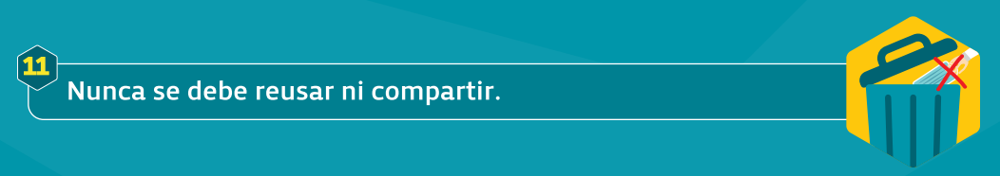 11
Nunca se debe reusar ni compartir.